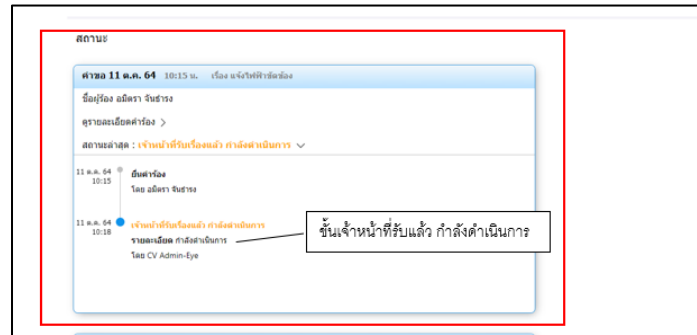 สถานะ
คำขอ 11 ต.ค. 64 10:15 น. เรื่อง แจ้งไฟฟ้าขัดข้อง
ชื่อผู้ร้อง อมิตรา จันธำรง
ดูรายละเอียดคำร้อง >
สถานะล่าสุด : เจ้าหน้าที่รับเรื่องแล้ว กำลังดำเนินการ
11 ต.ค. 64 ยื่นคำร้อง
10:15
โดย อมิตรา จันธำรง
11 ต.ค. 64 เจ้าหน้าที่รับเรื่องแล้ว กำลังดำเนินการ
10:18
รายละเอียด กำลังดำเนินการ
โดย CV Admin-Eye
ขั้นเจ้าหน้าที่รับแล้ว กำลังดำเนินการ